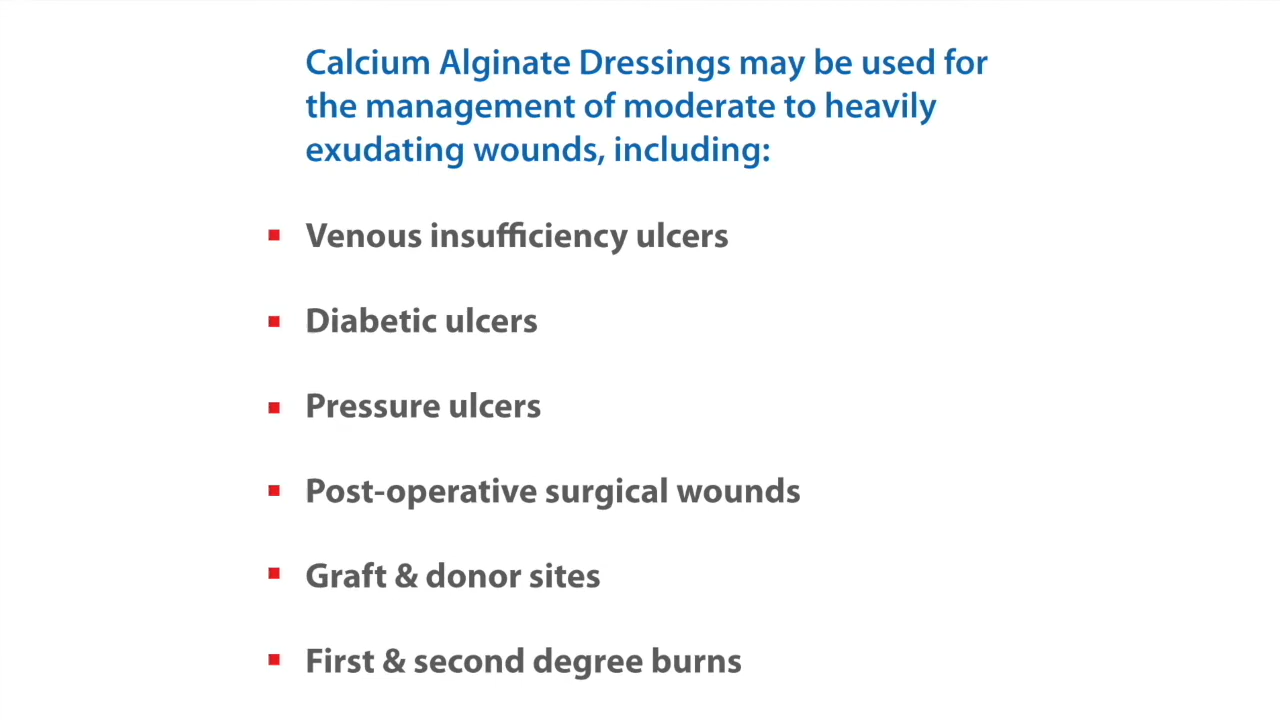 Calcium Alginate Dressings may be used for
the management of moderate to heavily
exudating wounds, including:
Venous insufficiency ulcers
Diabetic ulcers
Pressure ulcers
Post-operative surgical wounds
Graft & donor sites
First & second degree burns